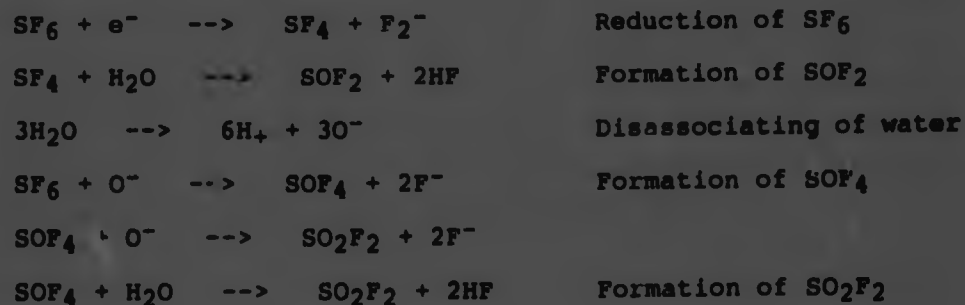 SF₆ + e⁻ --> SF₄ + F₂⁻ Reduction of SF₆
SF₄ + H₂O --> SOF₂ + 2HF Formation of SOF₂
3H₂O --> 6H₊ + 3O⁻ Disassociating of water
SF₆ + O⁻ --> SOF₄ + 2F⁻ Formation of SOF₄
SOF₄ + O⁻ --> SO₂F₂ + 2F⁻
SOF₄ + H₂O --> SO₂F₂ + 2HF Formation of SO₂F₂